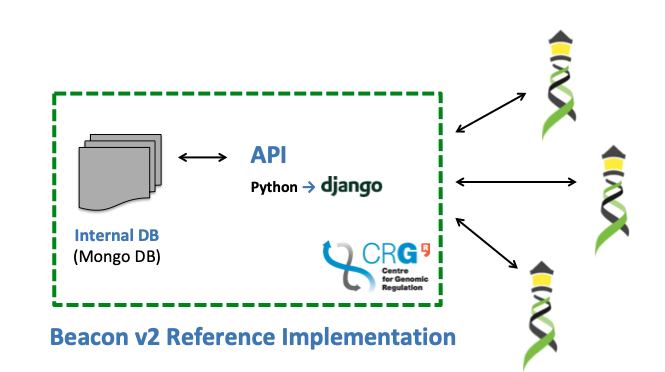 API
Python → django
Internal DB
(Mongo DB)
CRG
Centre
for Genomic
Regulation
Beacon v2 Reference Implementation